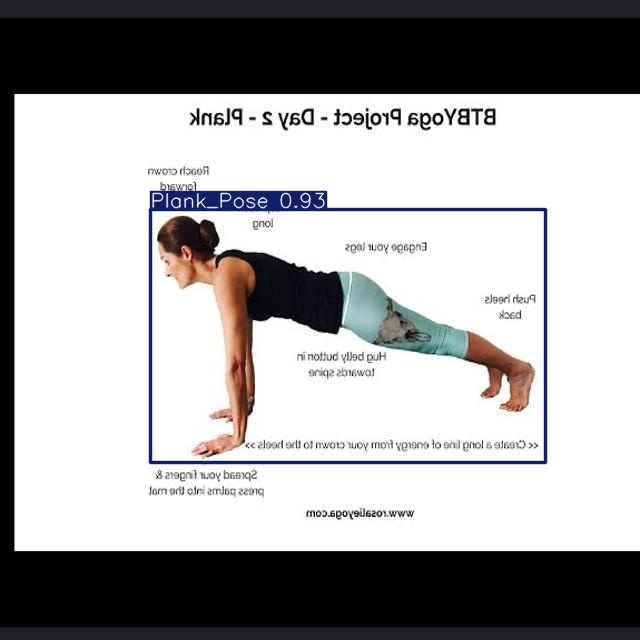 BTBYoga Project - Day 2 - Plank
Reach crown
forward
Plank_Pose 0.93
long
Engage your legs
Push heels
back
Hug belly button in
towards spine
<< Create a long line of energy from your crown to the heels >>
Spread your fingers &
press palms into the mat
www.rosalieyoga.com